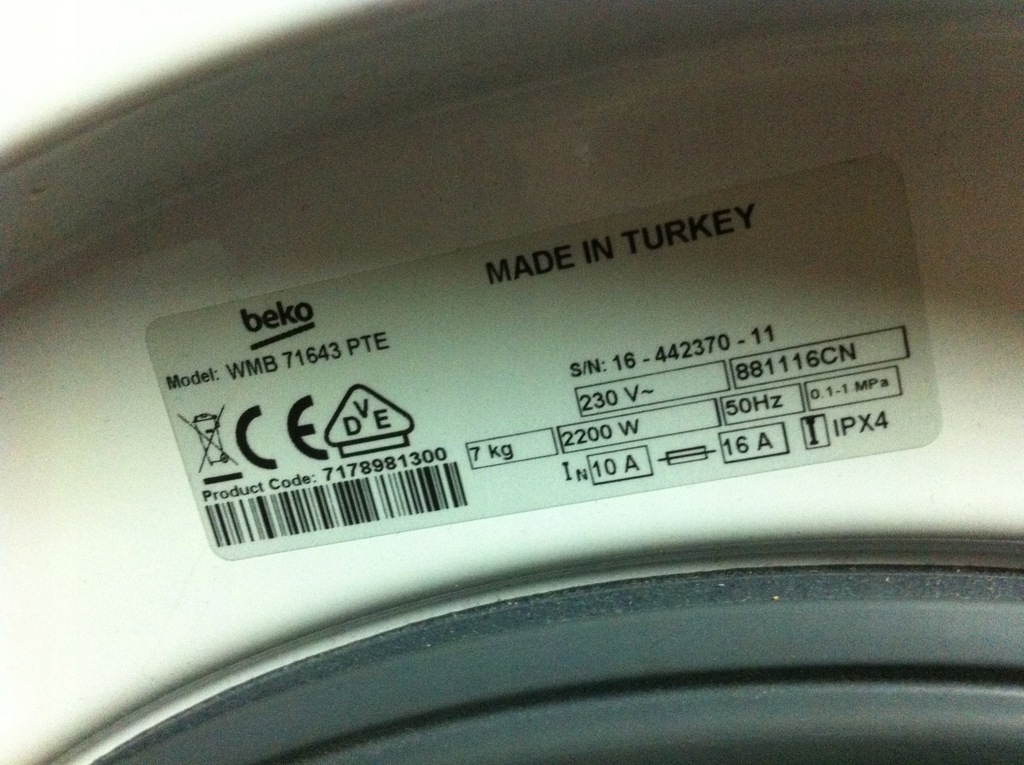 MADE IN TURKEY
beko
Model: WMB 71643 PTE
S/N: 16 - 442370 - 11
230 V~ 881116CN
7 kg 2200 W 50Hz 0.1-1 MPa
IN 10 A 16 A IPX4
CE DVE
Product Code: 7178981300